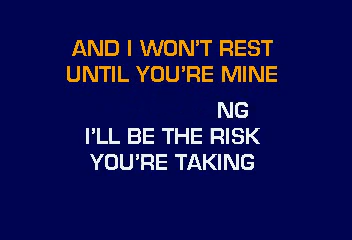 AND I WON'T REST
UNTIL YOU'RE MINE
NG
I'LL BE THE RISK
YOU'RE TAKING